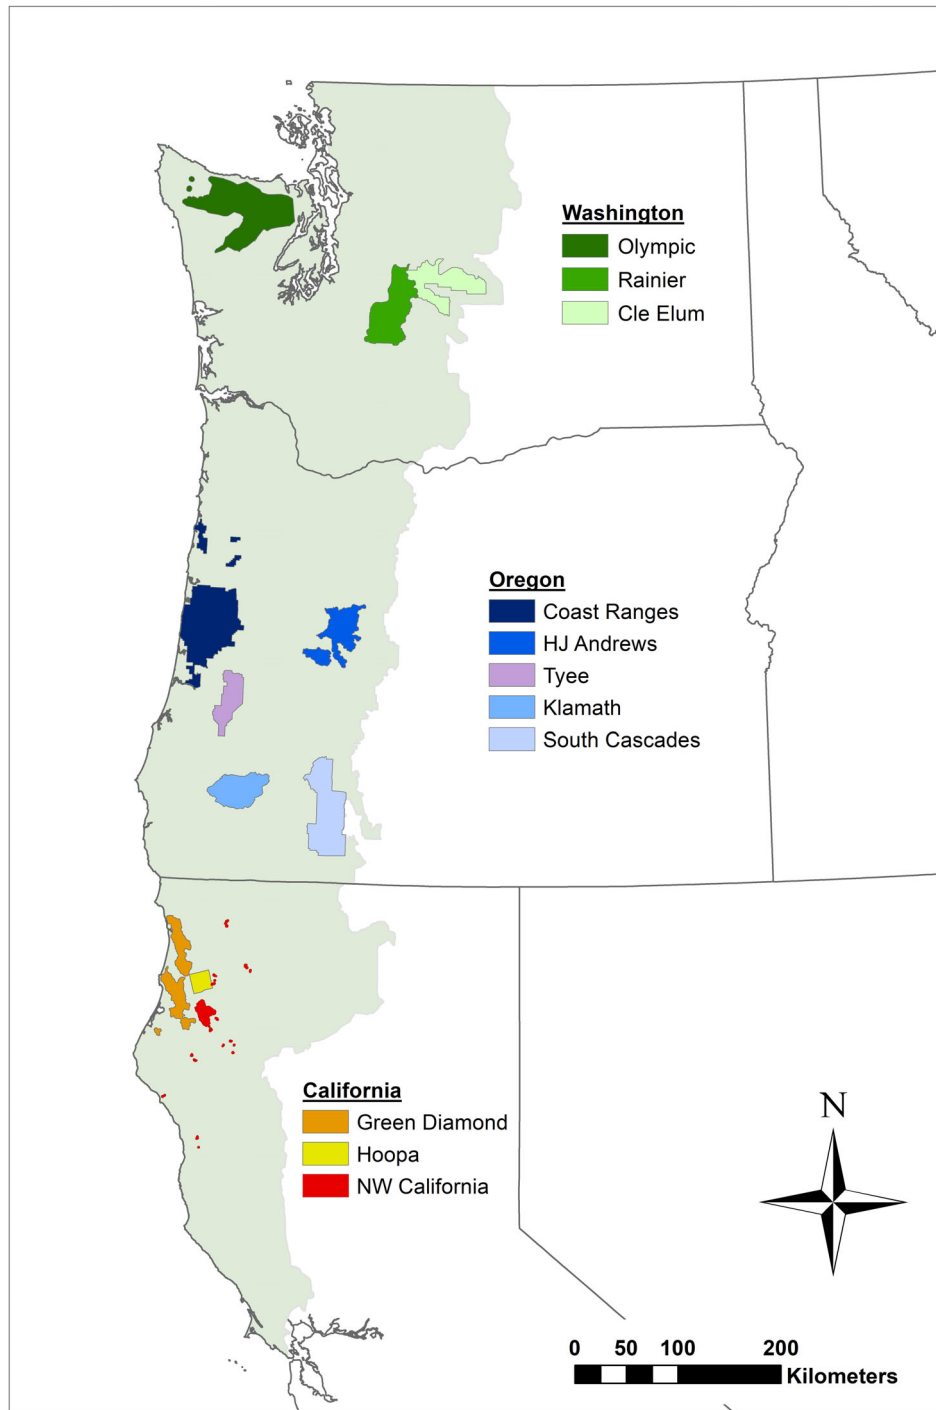 Washington
Olympic
Rainier
Cle Elum
Oregon
Coast Ranges
HJ Andrews
Tyee
Klamath
South Cascades
California
Green Diamond
Hoopa
NW California
N
0 50 100 200
Kilometers